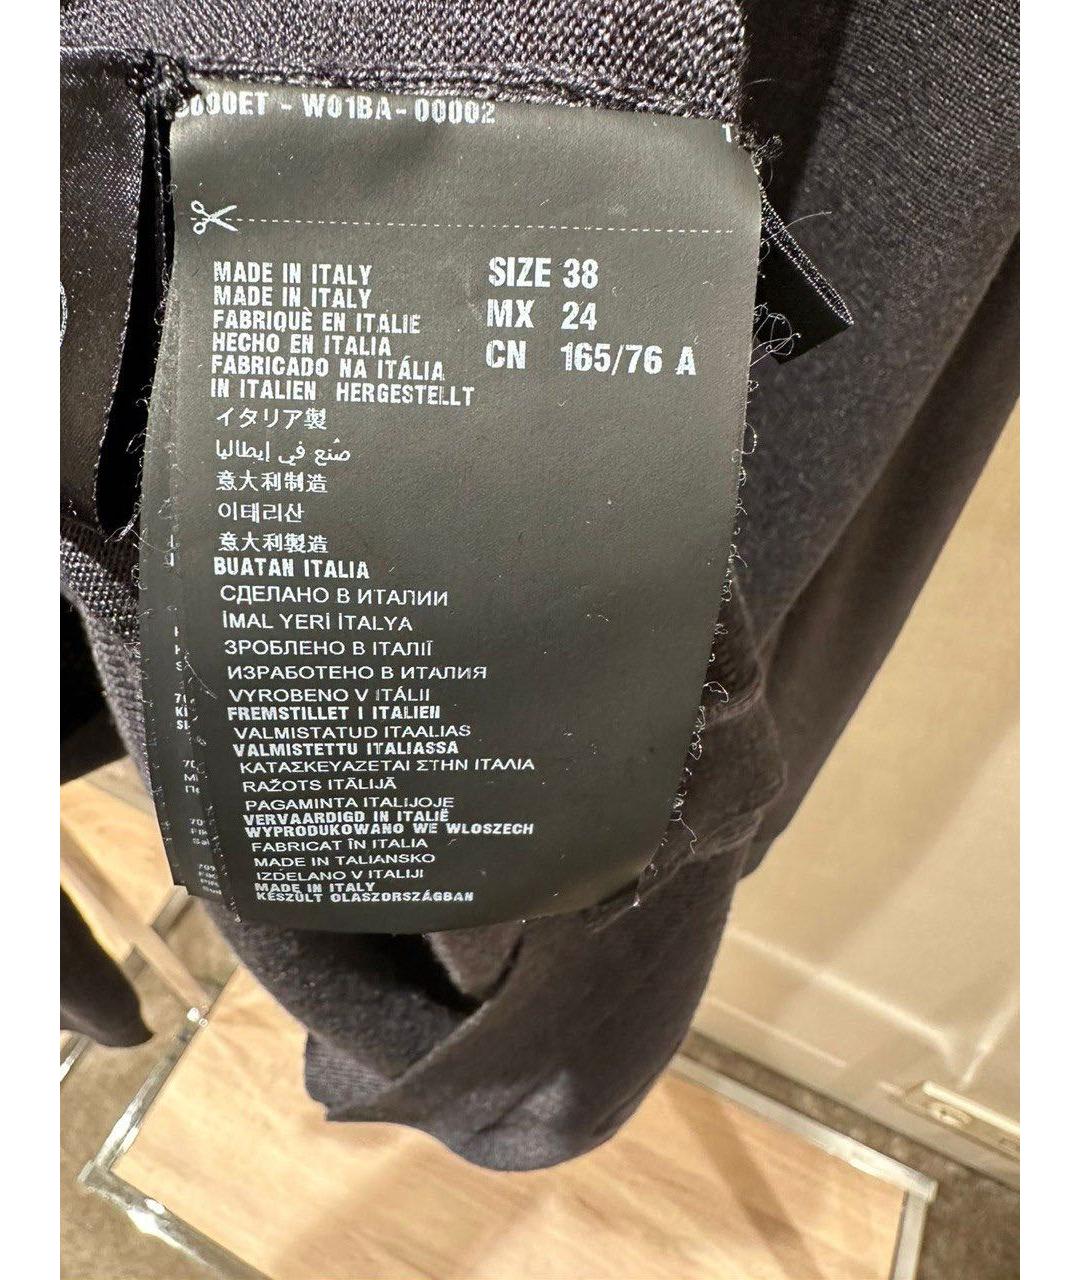 W01BA-00002
MADE IN ITALY
MADE IN ITALY
FABRIQUÈ EN ITALIE
HECHO EN ITALIA
FABRICADO NA ITÁLIA
IN ITALIEN HERGESTELLT
SIZE 38
MX 24
CN 165/76 A
イタリア製
صُنع في إيطاليا
意大利制造
이태리산
意大利製造
BUATAN ITALIA
СДЕЛАНО В ИТАЛИИ
İMAL YERİ İTALYA
ЗРОБЛЕНО В ІТАЛІЇ
ИЗРАБОТЕНО В ИТАЛИЯ
VYROBENO V ITÁLII
FREMSTILLET I ITALIEN
VALMISTATUD ITAALIAS
VALMISTETTU ITALIASSA
ΚΑΤΑΣΚΕΥΑΖΕΤΑΙ ΣΤΗΝ ΙΤΑΛΙΑ
RAŽOTS ITĀLIJĀ
PAGAMINTA ITALIJOJE
VERVAARDIGD IN ITALIË
WYPRODUKOWANO WE WLOSZECH
FABRICAT ÎN ITALIA
MADE IN TALIANSKO
IZDELANO V ITALIJI
MADE IN ITALY
KÉSZÜLT OLASZORSZÁGBAN